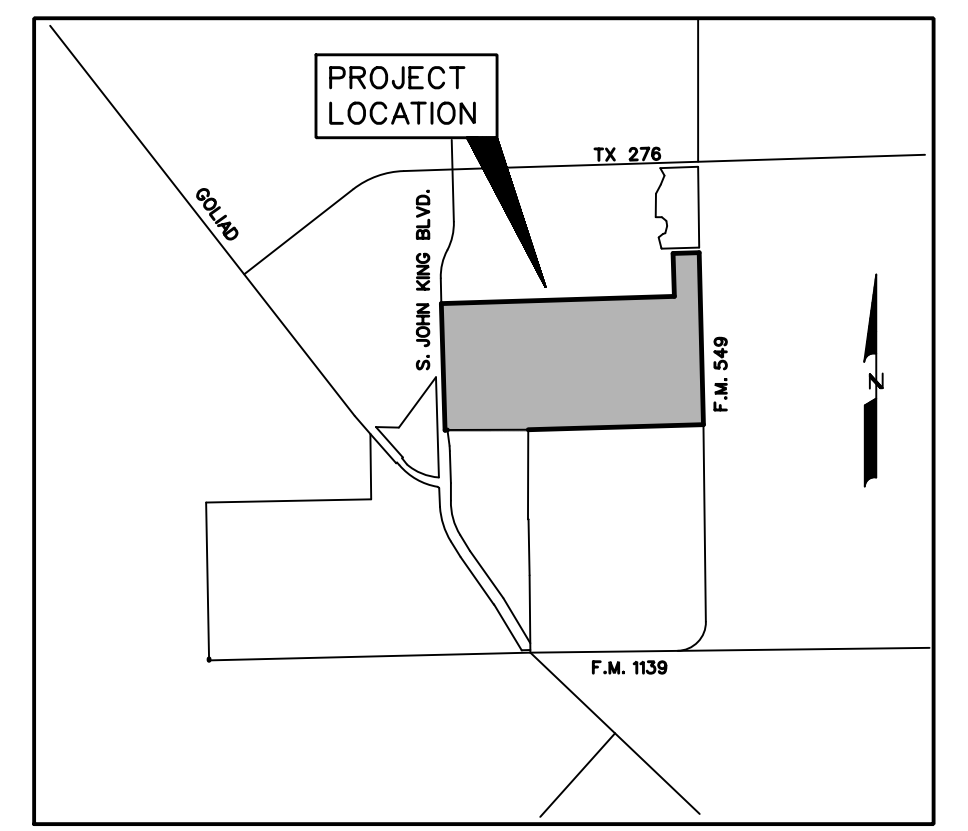 PROJECT
LOCATION
TX 276
GOLIAD
S. JOHN KING BLVD.
F.M. 549
N
F.M. 1139